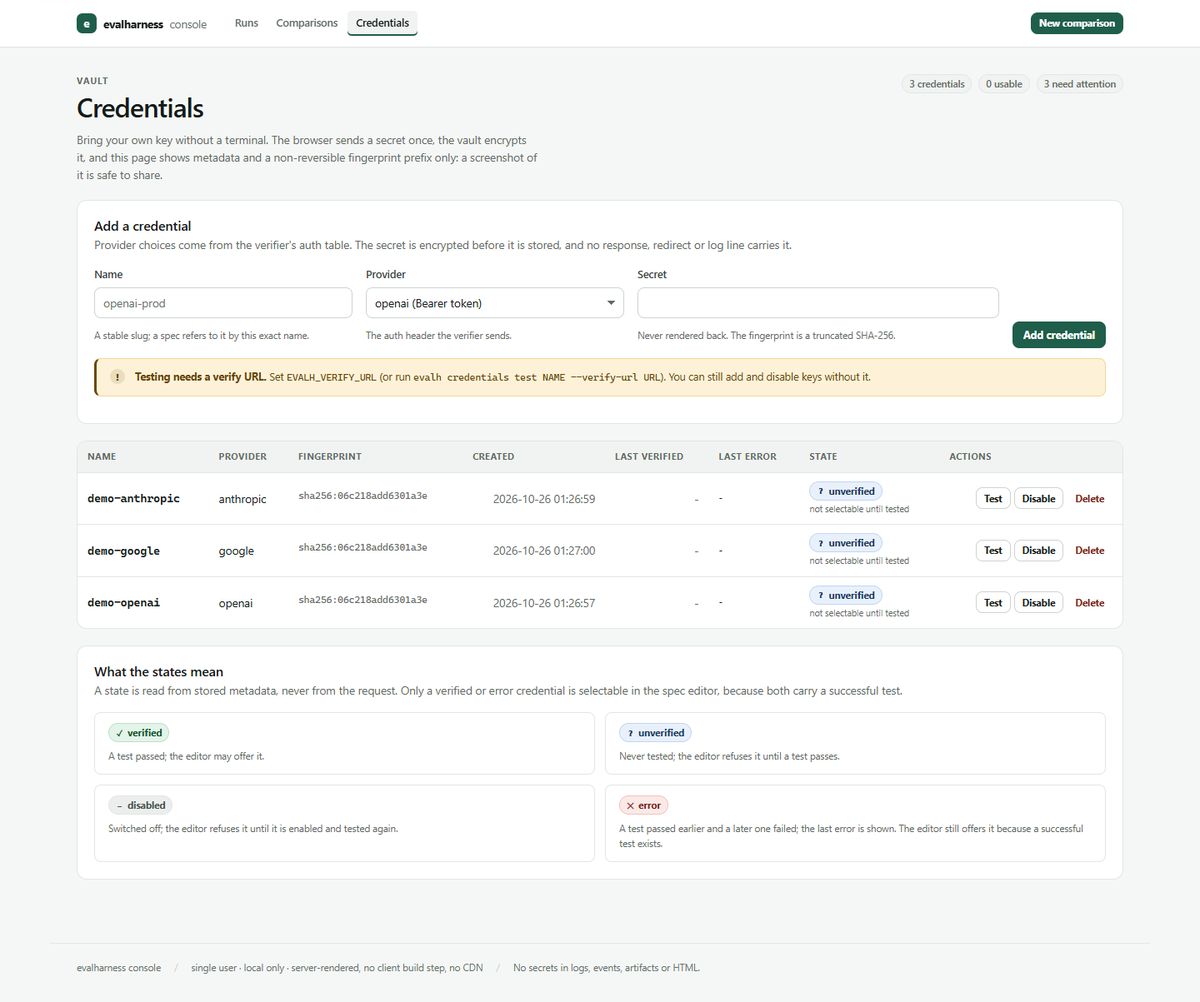 e evalharness console Runs Comparisons Credentials New comparison
VAULT
3 credentials 0 usable 3 need attention
Credentials
Bring your own key without a terminal. The browser sends a secret once, the vault encrypts
it, and this page shows metadata and a non-reversible fingerprint prefix only: a screenshot of
it is safe to share.
Add a credential
Provider choices come from the verifier's auth table. The secret is encrypted before it is stored, and no response, redirect or log line carries it.
Name Provider Secret
openai-prod openai (Bearer token)
A stable slug; a spec refers to it by this exact name. The auth header the verifier sends. Never rendered back. The fingerprint is a truncated SHA-256. Add credential
! Testing needs a verify URL. Set EVALH_VERIFY_URL (or run evalh credentials test NAME --verify-url URL). You can still add and disable keys without it.
NAME PROVIDER FINGERPRINT CREATED LAST VERIFIED LAST ERROR STATE ACTIONS
demo-anthropic anthropic sha256:06c218add6301a3e 2026-10-26 01:26:59 - - ? unverified Test Disable Delete
not selectable until tested
demo-google google sha256:06c218add6301a3e 2026-10-26 01:27:00 - - ? unverified Test Disable Delete
not selectable until tested
demo-openai openai sha256:06c218add6301a3e 2026-10-26 01:26:57 - - ? unverified Test Disable Delete
not selectable until tested
What the states mean
A state is read from stored metadata, never from the request. Only a verified or error credential is selectable in the spec editor, because both carry a successful test.
✓ verified
A test passed; the editor may offer it.
? unverified
Never tested; the editor refuses it until a test passes.
– disabled
Switched off; the editor refuses it until it is enabled and tested again.
✕ error
A test passed earlier and a later one failed; the last error is shown. The editor still offers it because a successful
test exists.
evalharness console / single user · local only · server-rendered, no client build step, no CDN / No secrets in logs, events, artifacts or HTML.